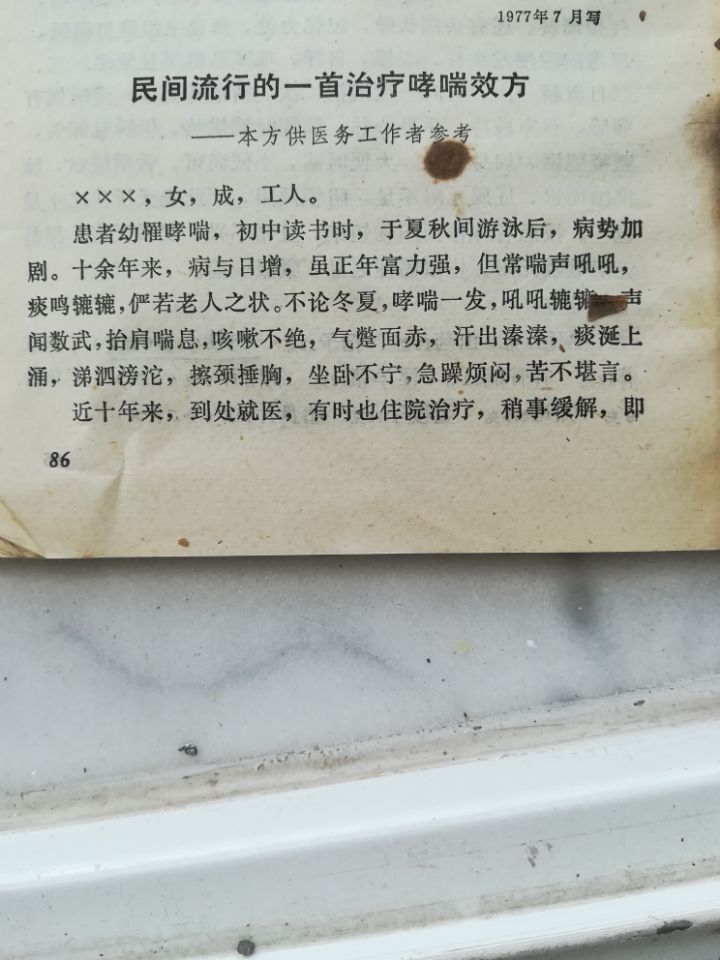 1977年7月写
民间流行的一首治疗哮喘效方
——本方供医务工作者参考
×××，女，成，工人。
患者幼罹哮喘，初中读书时，于夏秋间游泳后，病势加
剧。十余年来，病与日增，虽正年富力强，但常喘声吼吼，
痰鸣辘辘，俨若老人之状。不论冬夏，哮喘一发，吼吼辘辘，声
闻数武，抬肩喘息，咳嗽不绝，气蹩面赤，汗出溱溱，痰涎上
涌，涕泗滂沱，擦颈捶胸，坐卧不宁，急躁烦闷，苦不堪言。
近十年来，到处就医，有时也住院治疗，稍事缓解，即
86